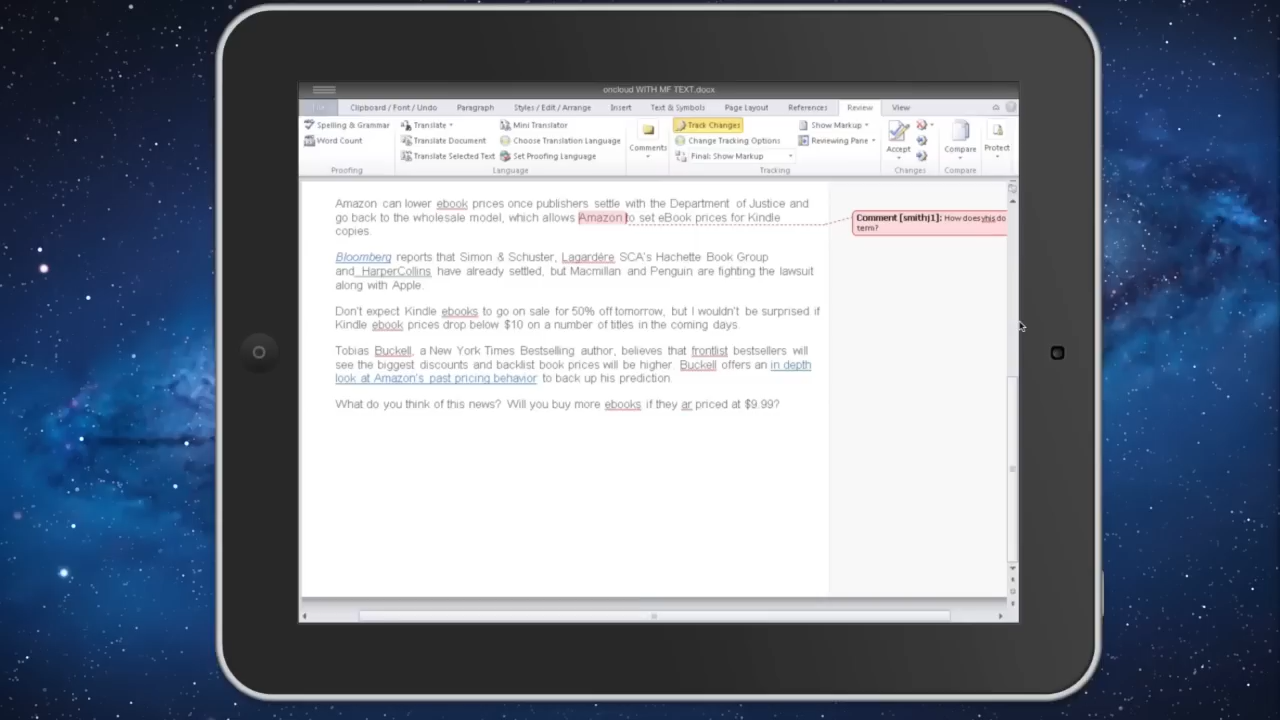 oncloud WITH MF TEXT.docx
File Clipboard / Font / Undo Paragraph Styles / Edit / Arrange Insert Text & Symbols Page Layout References Review View
Spelling & Grammar Translate Mini Translator Track Changes Show Markup
Word Count Translate Document Choose Translation Language Comments Change Tracking Options Reviewing Pane Accept Compare Protect
Translate Selected Text Set Proofing Language Final: Show Markup
Proofing Language Tracking Changes Compare
Amazon can lower ebook prices once publishers settle with the Department of Justice and
go back to the wholesale model, which allows Amazon to set eBook prices for Kindle
copies.
Comment [smithj1]: How does yhis do
term?
Bloomberg reports that Simon & Schuster, Lagardère SCA's Hachette Book Group
and HarperCollins have already settled, but Macmillan and Penguin are fighting the lawsuit
along with Apple.
Don't expect Kindle ebooks to go on sale for 50% off tomorrow, but I wouldn't be surprised if
Kindle ebook prices drop below $10 on a number of titles in the coming days.
Tobias Buckell, a New York Times Bestselling author, believes that frontlist bestsellers will
see the biggest discounts and backlist book prices will be higher. Buckell offers an in depth
look at Amazon's past pricing behavior to back up his prediction.
What do you think of this news? Will you buy more ebooks if they ar priced at $9.99?